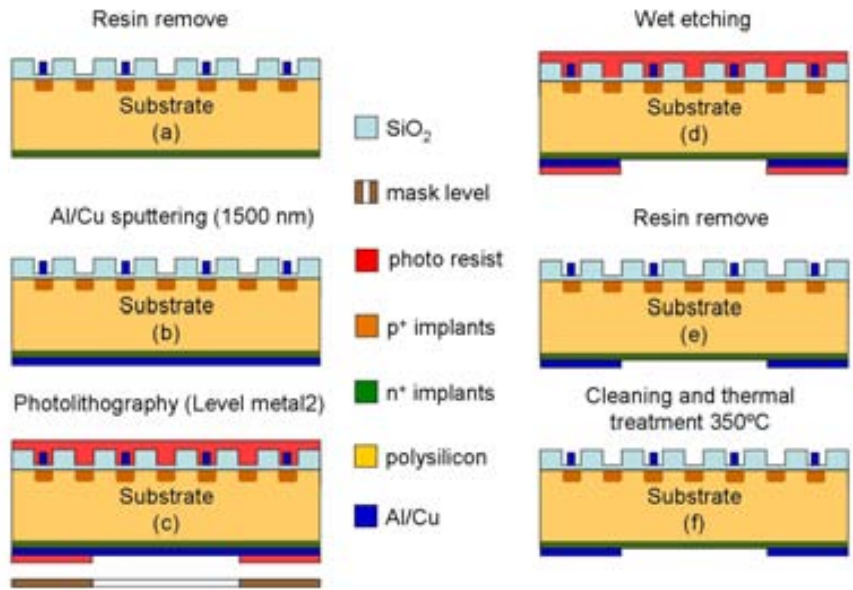 Resin remove
Substrate
(a)
Al/Cu sputtering (1500 nm)
Substrate
(b)
Photolithography (Level metal2)
Substrate
(c)
SiO₂
mask level
photo resist
p⁺ implants
n⁺ implants
polysilicon
Al/Cu
Wet etching
Substrate
(d)
Resin remove
Substrate
(e)
Cleaning and thermal
treatment 350ºC
Substrate
(f)